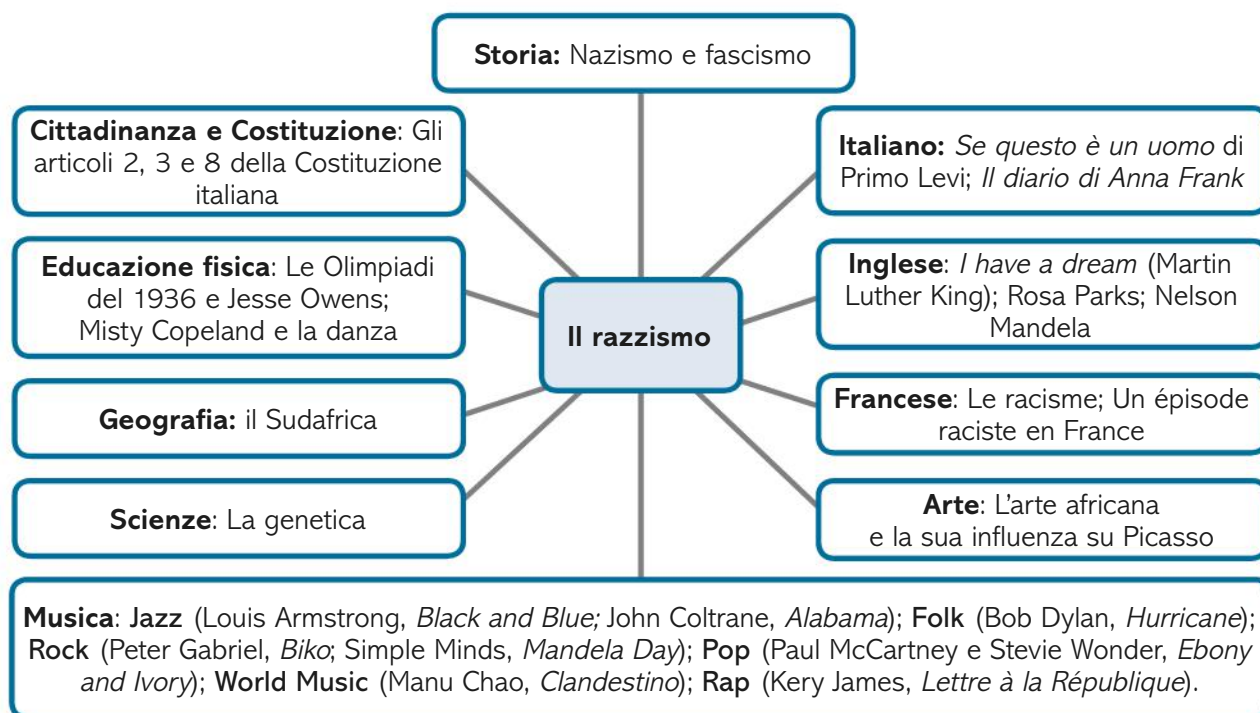 Storia: Nazismo e fascismo
Cittadinanza e Costituzione: Gli
articoli 2, 3 e 8 della Costituzione
italiana
Italiano: Se questo è un uomo di
Primo Levi; Il diario di Anna Frank
Educazione fisica: Le Olimpiadi
del 1936 e Jesse Owens;
Misty Copeland e la danza
Inglese: I have a dream (Martin
Luther King); Rosa Parks; Nelson
Mandela
Il razzismo
Geografia: il Sudafrica
Francese: Le racisme; Un épisode
raciste en France
Scienze: La genetica
Arte: L'arte africana
e la sua influenza su Picasso
Musica: Jazz (Louis Armstrong, Black and Blue; John Coltrane, Alabama); Folk (Bob Dylan, Hurricane);
Rock (Peter Gabriel, Biko; Simple Minds, Mandela Day); Pop (Paul McCartney e Stevie Wonder, Ebony
and Ivory); World Music (Manu Chao, Clandestino); Rap (Kery James, Lettre à la République).